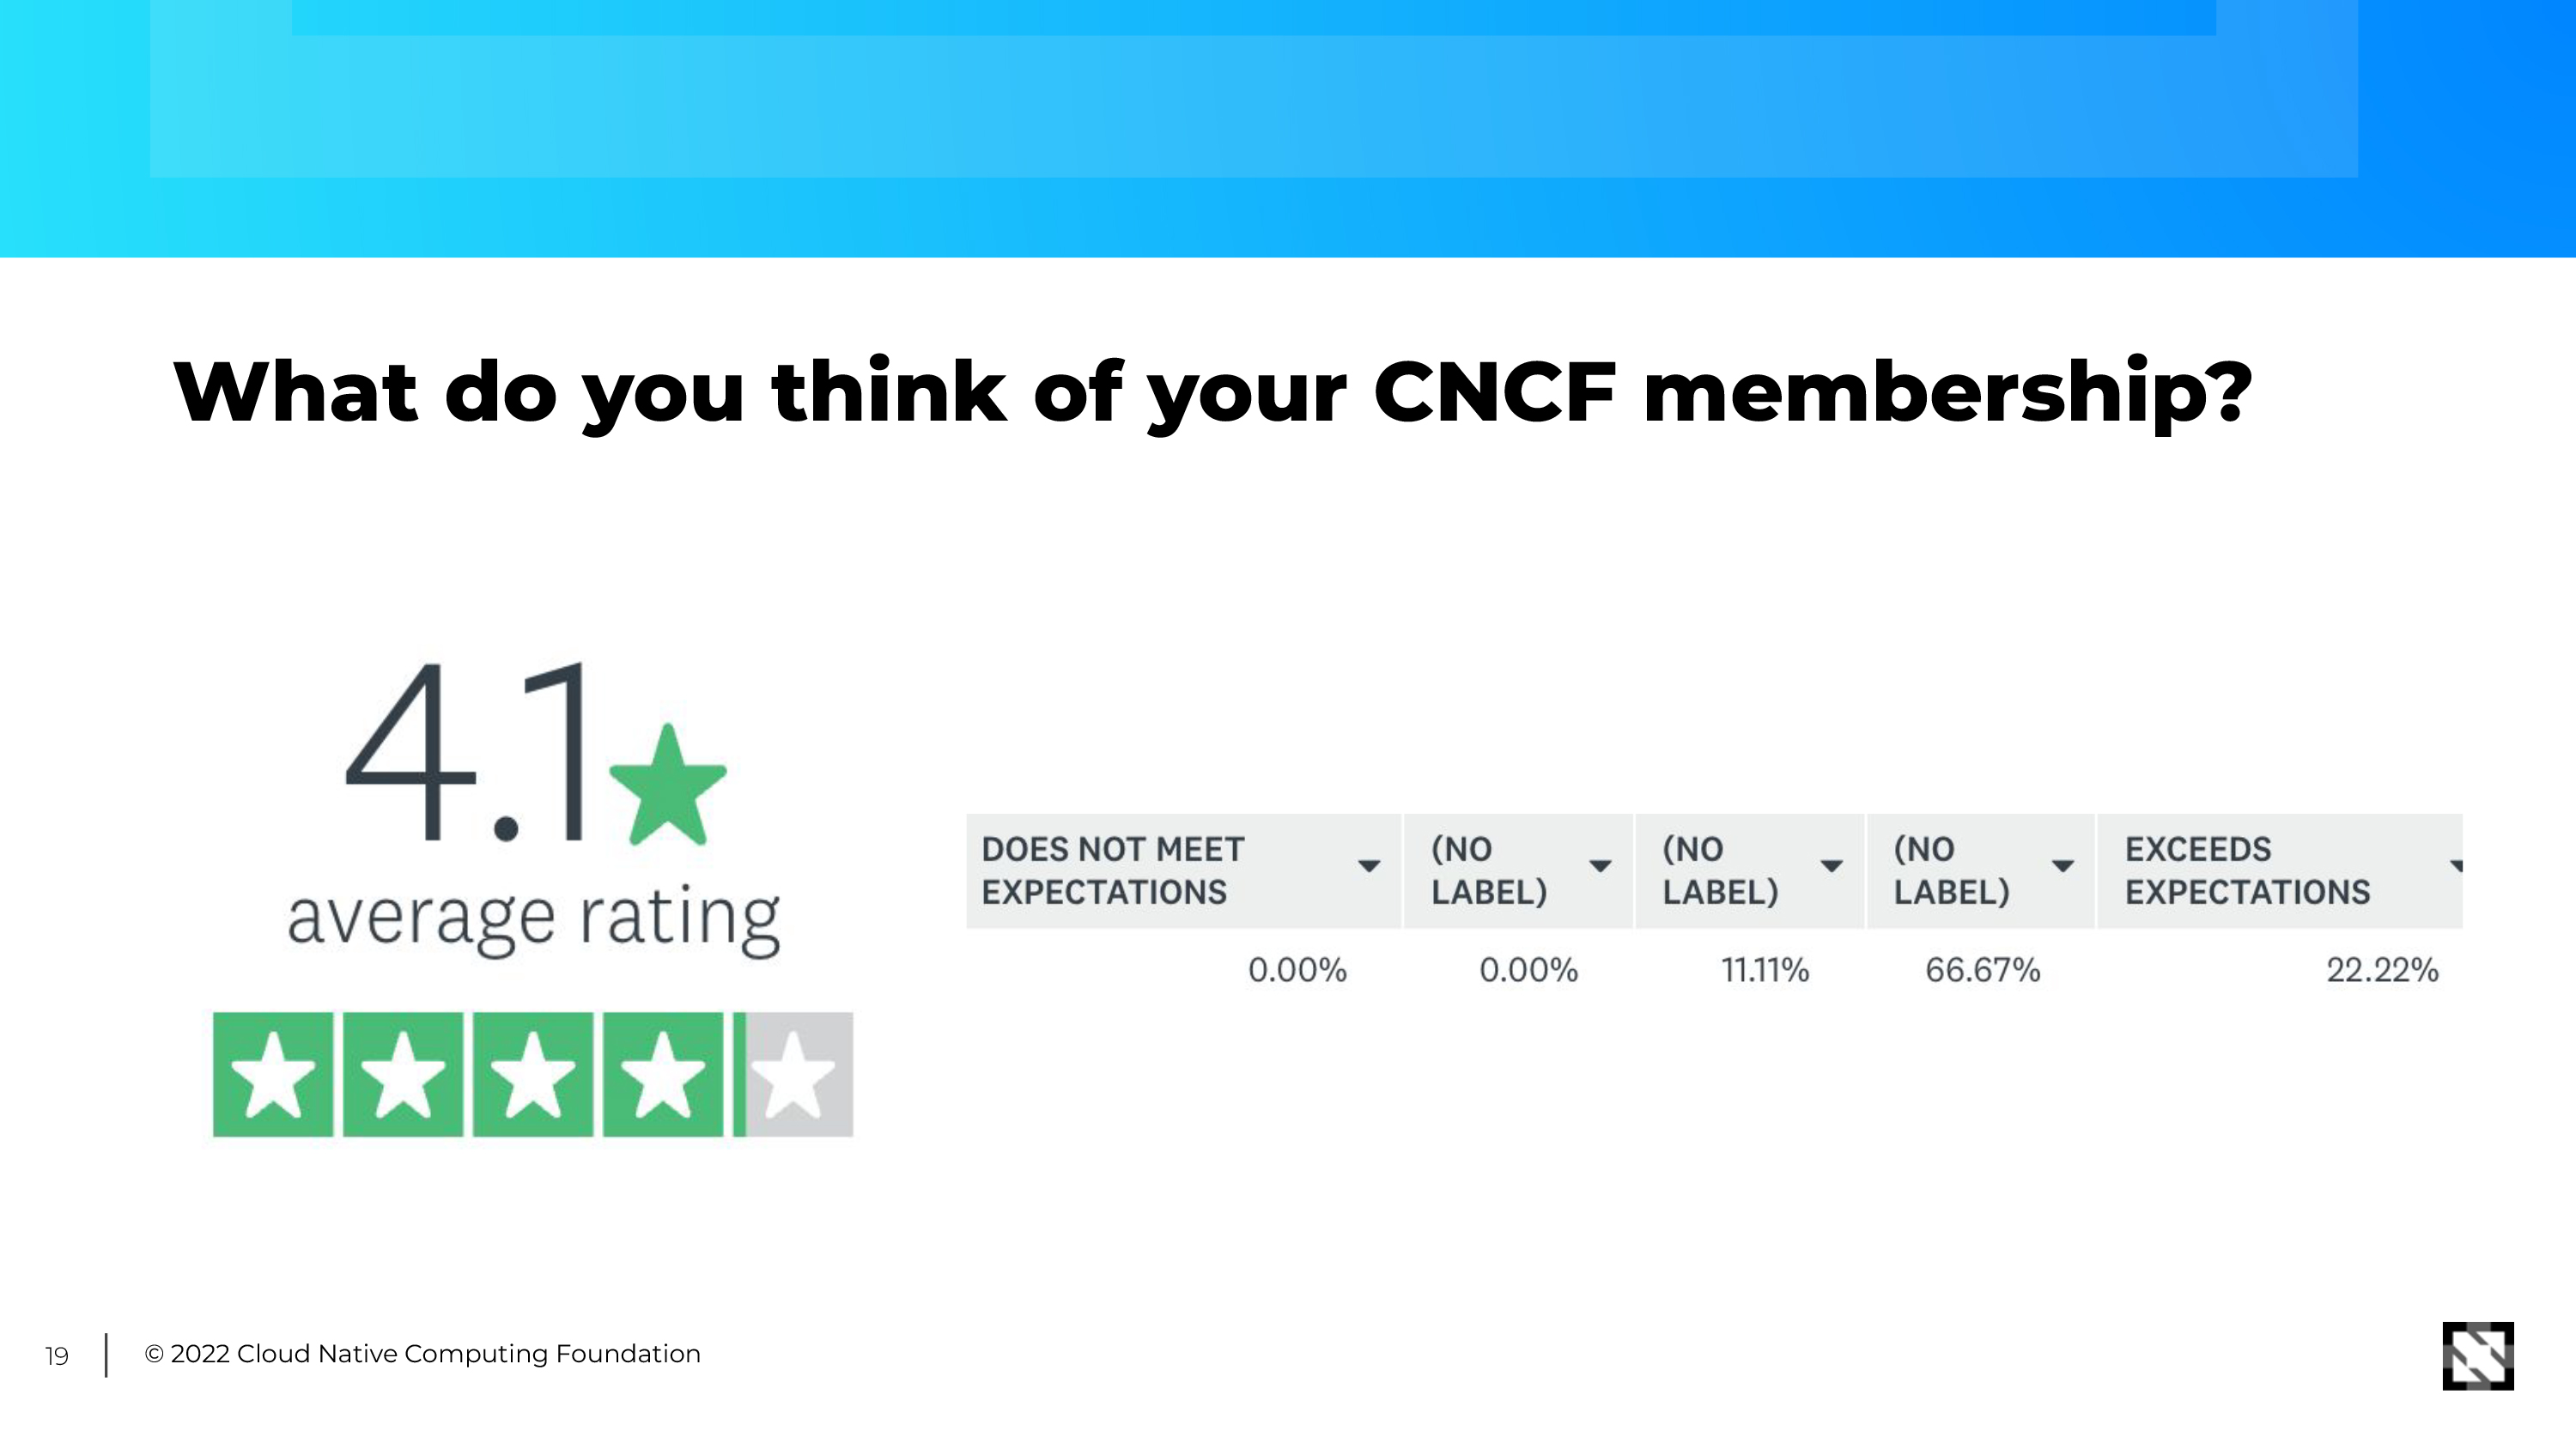 What do you think of your CNCF membership?
4.1
average rating
DOES NOT MEET EXPECTATIONS
(NO LABEL)
(NO LABEL)
(NO LABEL)
EXCEEDS EXPECTATIONS
0.00%
0.00%
11.11%
66.67%
22.22%
19
© 2022 Cloud Native Computing Foundation